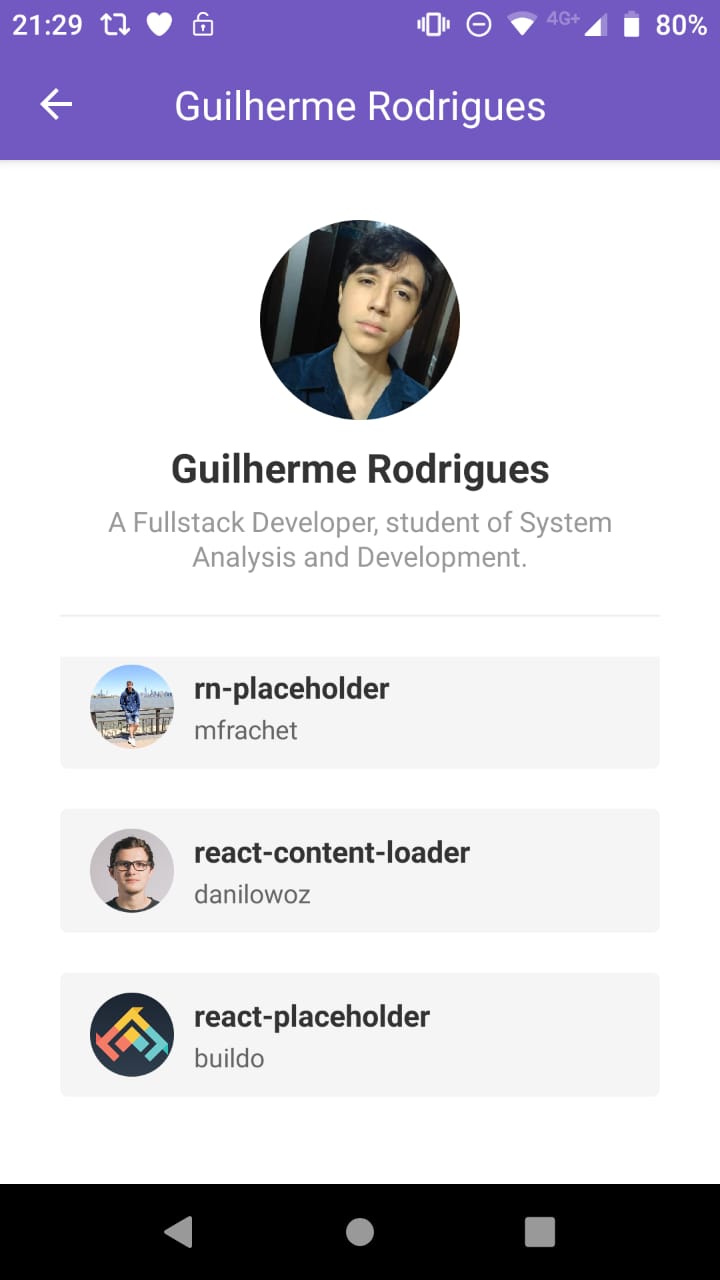 21:29 4G+ 80%
Guilherme Rodrigues
Guilherme Rodrigues
A Fullstack Developer, student of System
Analysis and Development.
rn-placeholder
mfrachet
react-content-loader
danilowoz
react-placeholder
buildo